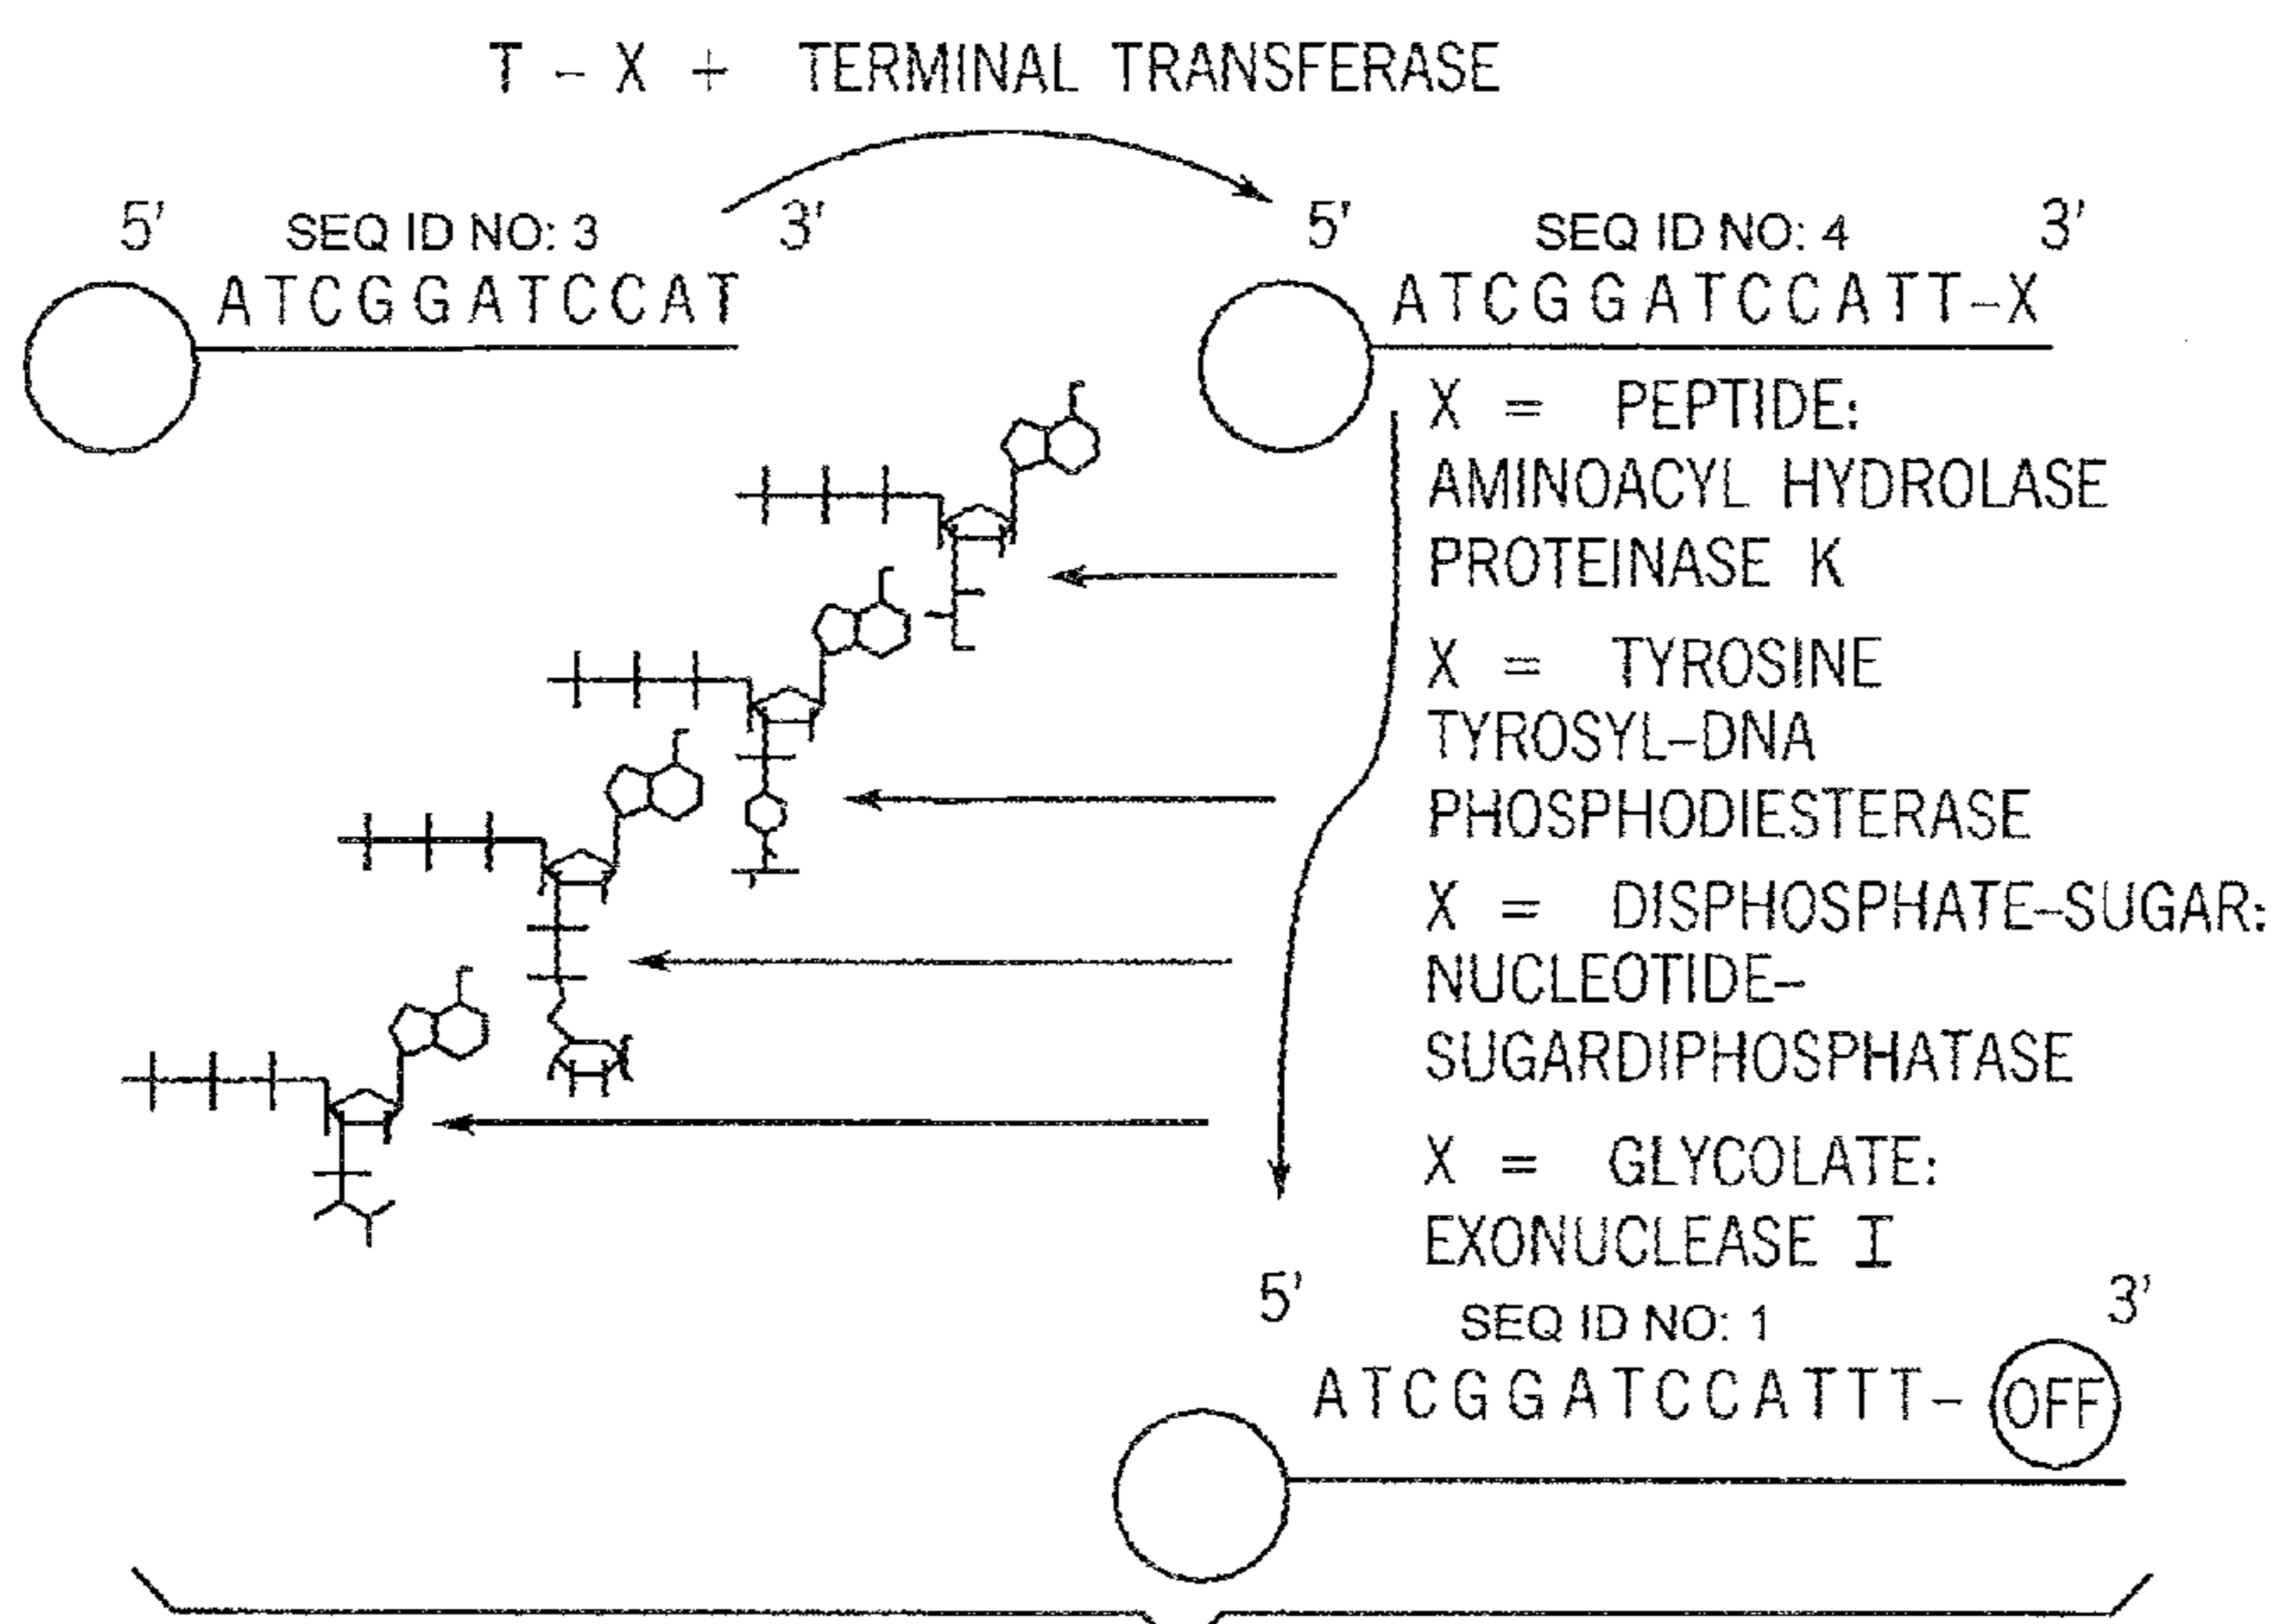 T - X + TERMINAL TRANSFERASE
5' SEQ ID NO: 3 3'
ATCGGATCCAT
5' SEQ ID NO: 4 3'
ATCGGATCCATT-X
X = PEPTIDE:
AMINOACYL HYDROLASE
PROTEINASE K
X = TYROSINE
TYROSYL-DNA
PHOSPHODIESTERASE
X = DISPHOSPHATE-SUGAR:
NUCLEOTIDE-
SUGARDIPHOSPHATASE
X = GLYCOLATE:
EXONUCLEASE I
5' SEQ ID NO: 1 3'
ATCGGATCCATTT- OFF